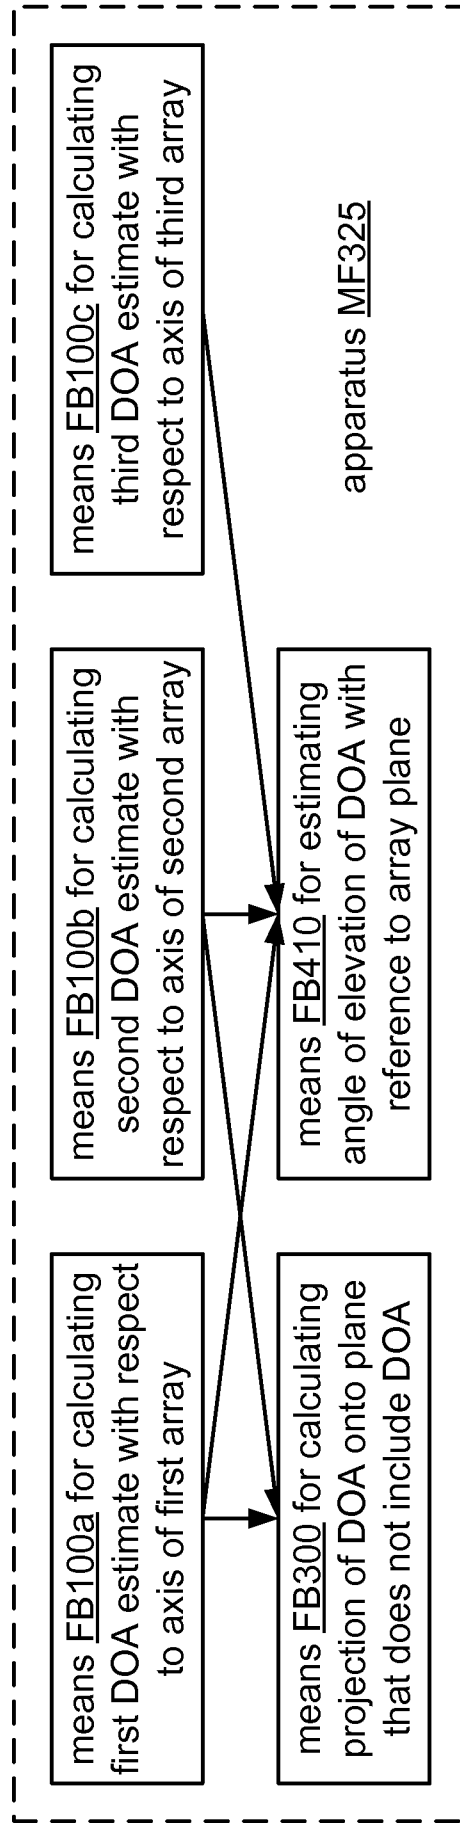 means FB100a for calculating
first DOA estimate with respect
to axis of first array
means FB100b for calculating
second DOA estimate with
respect to axis of second array
means FB100c for calculating
third DOA estimate with
respect to axis of third array
means FB300 for calculating
projection of DOA onto plane
that does not include DOA
means FB410 for estimating
angle of elevation of DOA with
reference to array plane
apparatus MF325